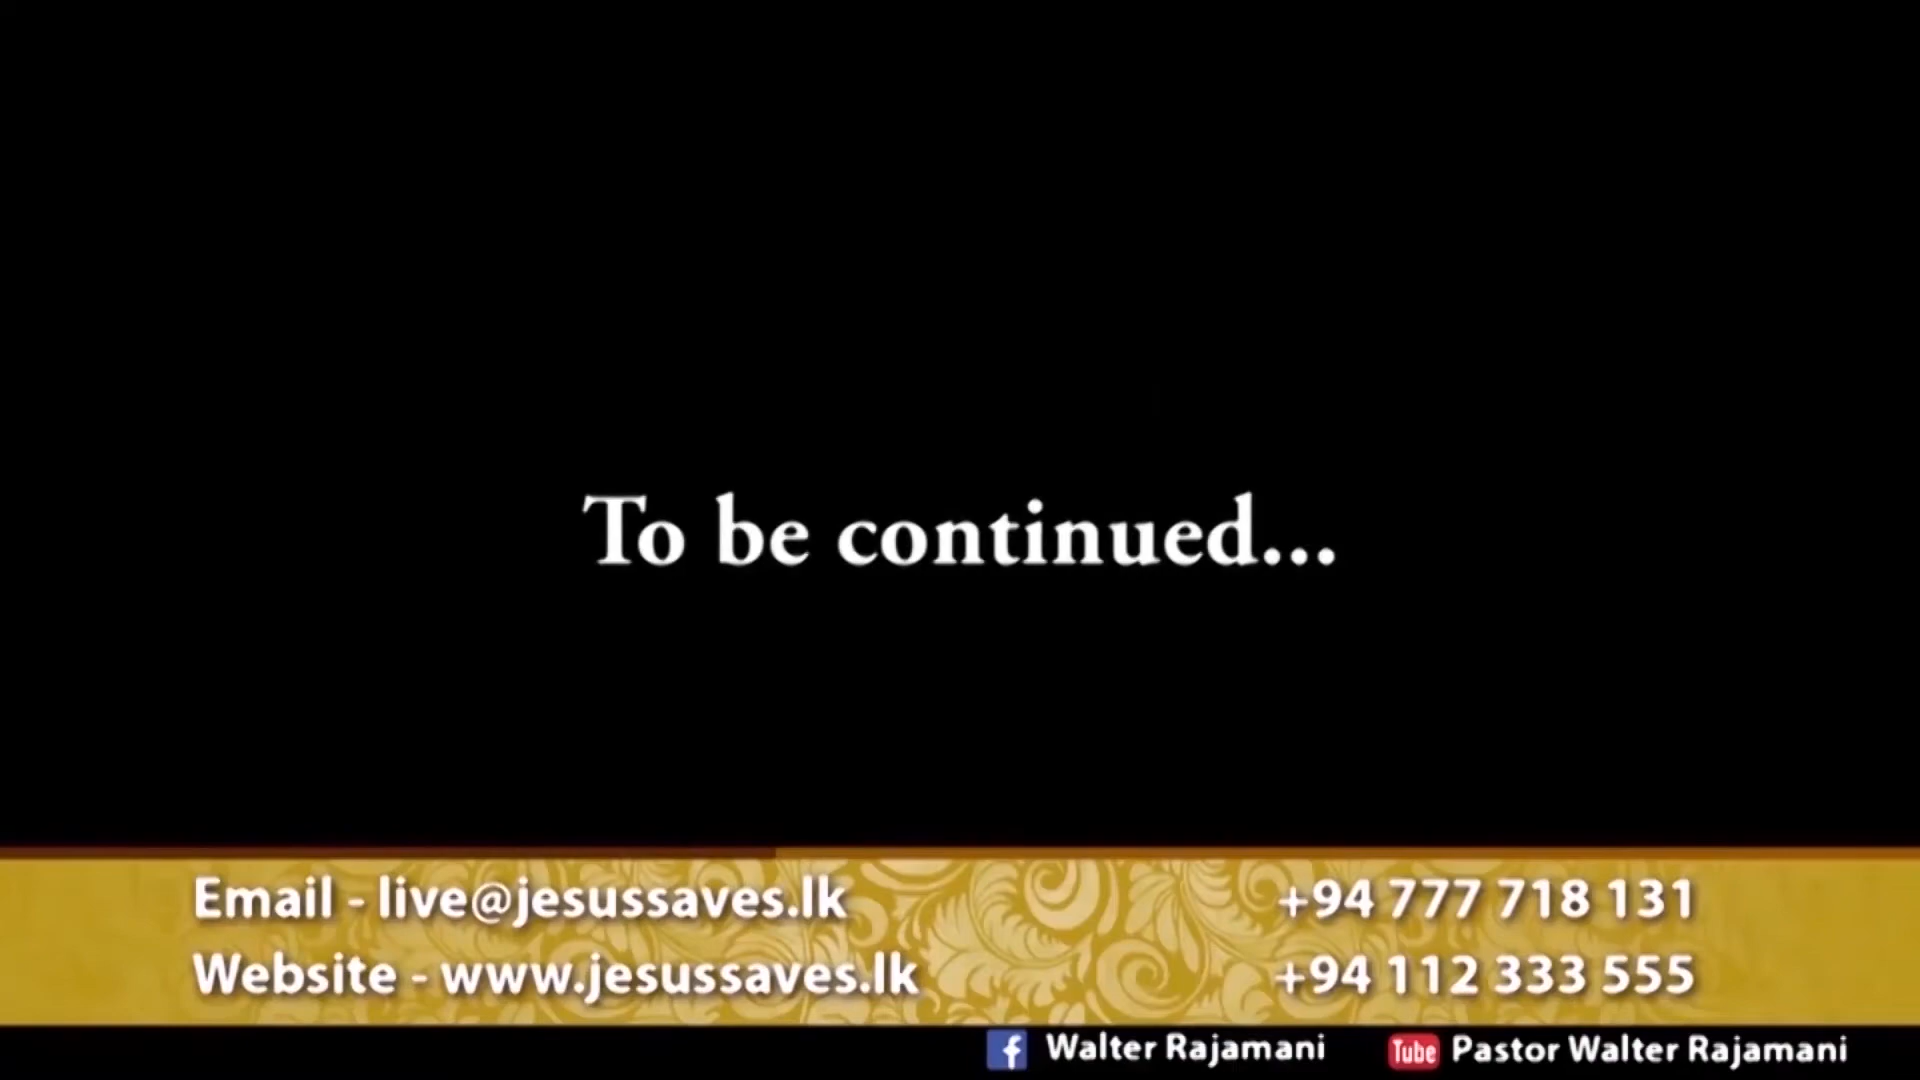 To be continued...
Email - live@jesussaves.lk
+94 777 718 131
Website - www.jesussaves.lk
+94 112 333 555
f Walter Rajamani
Tube Pastor Walter Rajamani